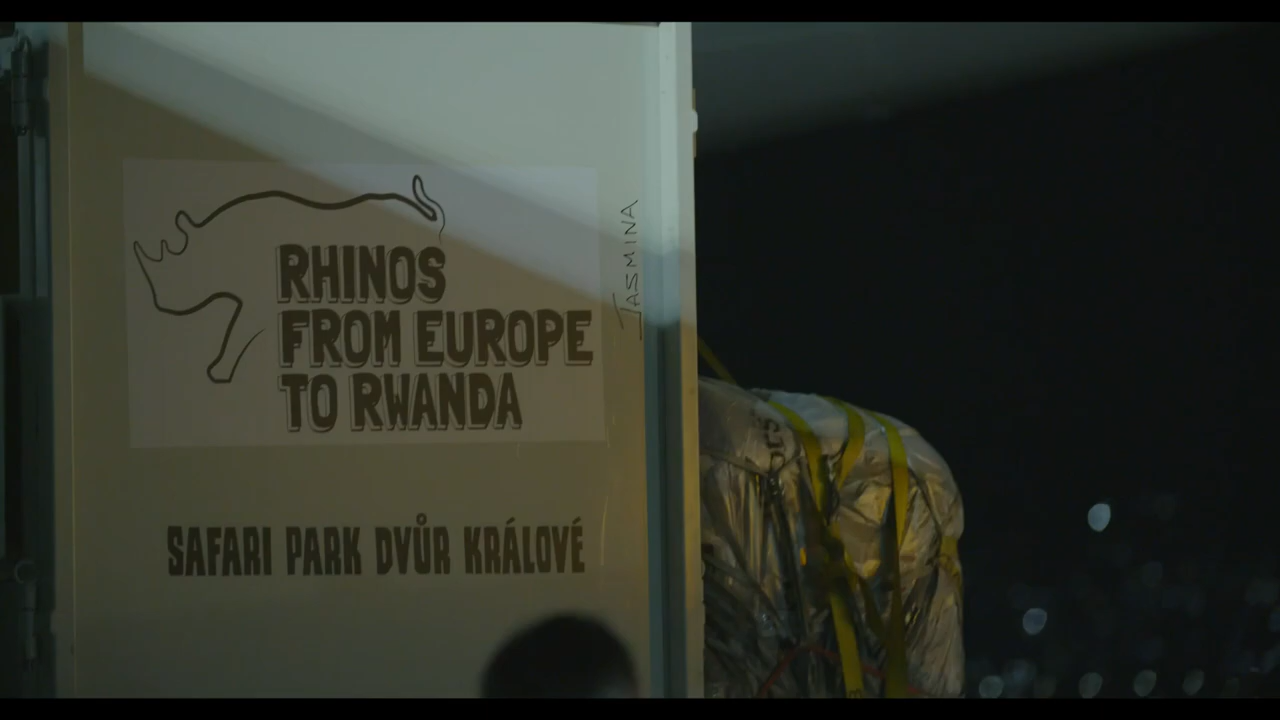 RHINOS
FROM EUROPE
TO RWANDA
JASMINA
SAFARI PARK DVŮR KRÁLOVÉ